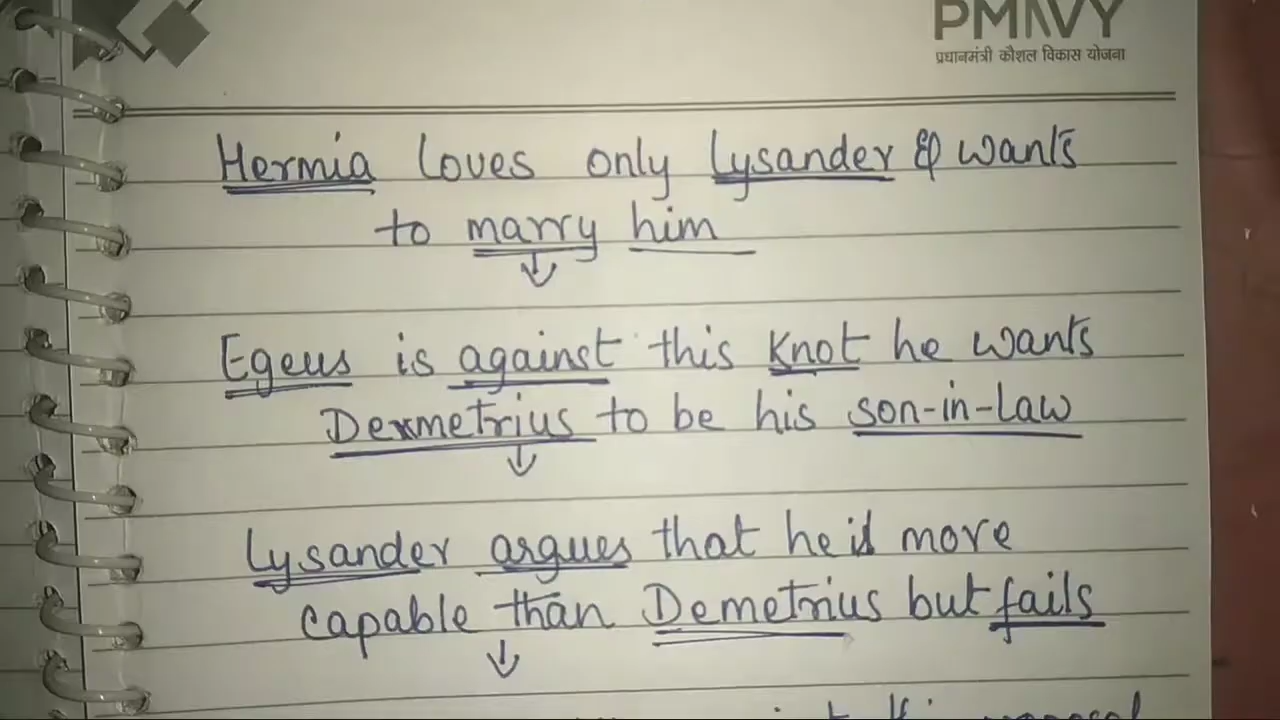 PMKVY
प्रधानमंत्री कौशल विकास योजना
Hermia loves only Lysander & wants
to marry him
↓
Egeus is against this knot he wants
Demetrius to be his son-in-law
↓
Lysander argues that he is more
capable than Demetrius but fails
↓